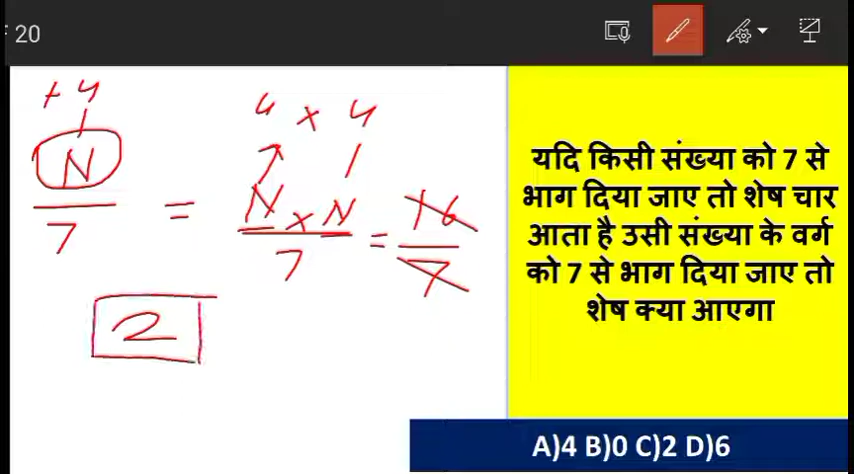 20
+4
N
7
=
4 x 4
N x N
7
=
16
7
2
यदि किसी संख्या को 7 से
भाग दिया जाए तो शेष चार
आता है उसी संख्या के वर्ग
को 7 से भाग दिया जाए तो
शेष क्या आएगा
A)4 B)0 C)2 D)6